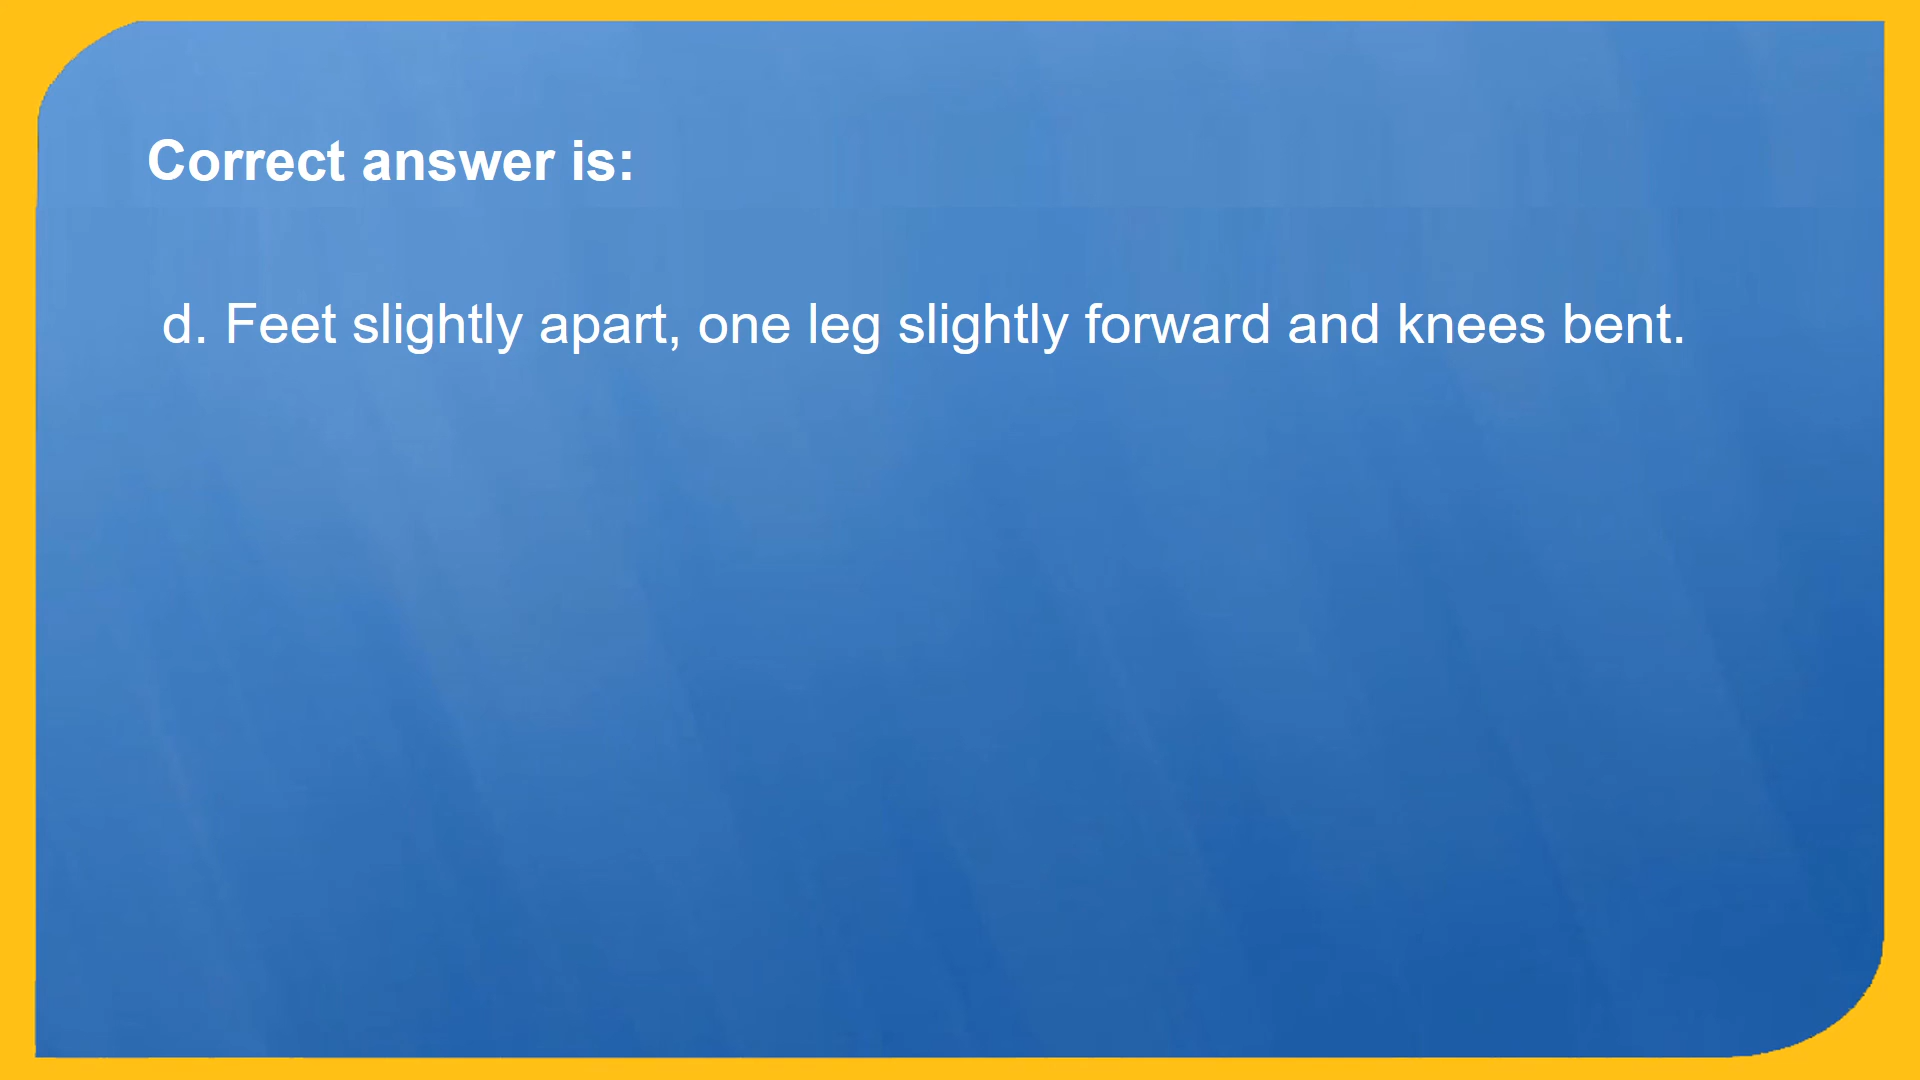 Correct answer is:
d. Feet slightly apart, one leg slightly forward and knees bent.